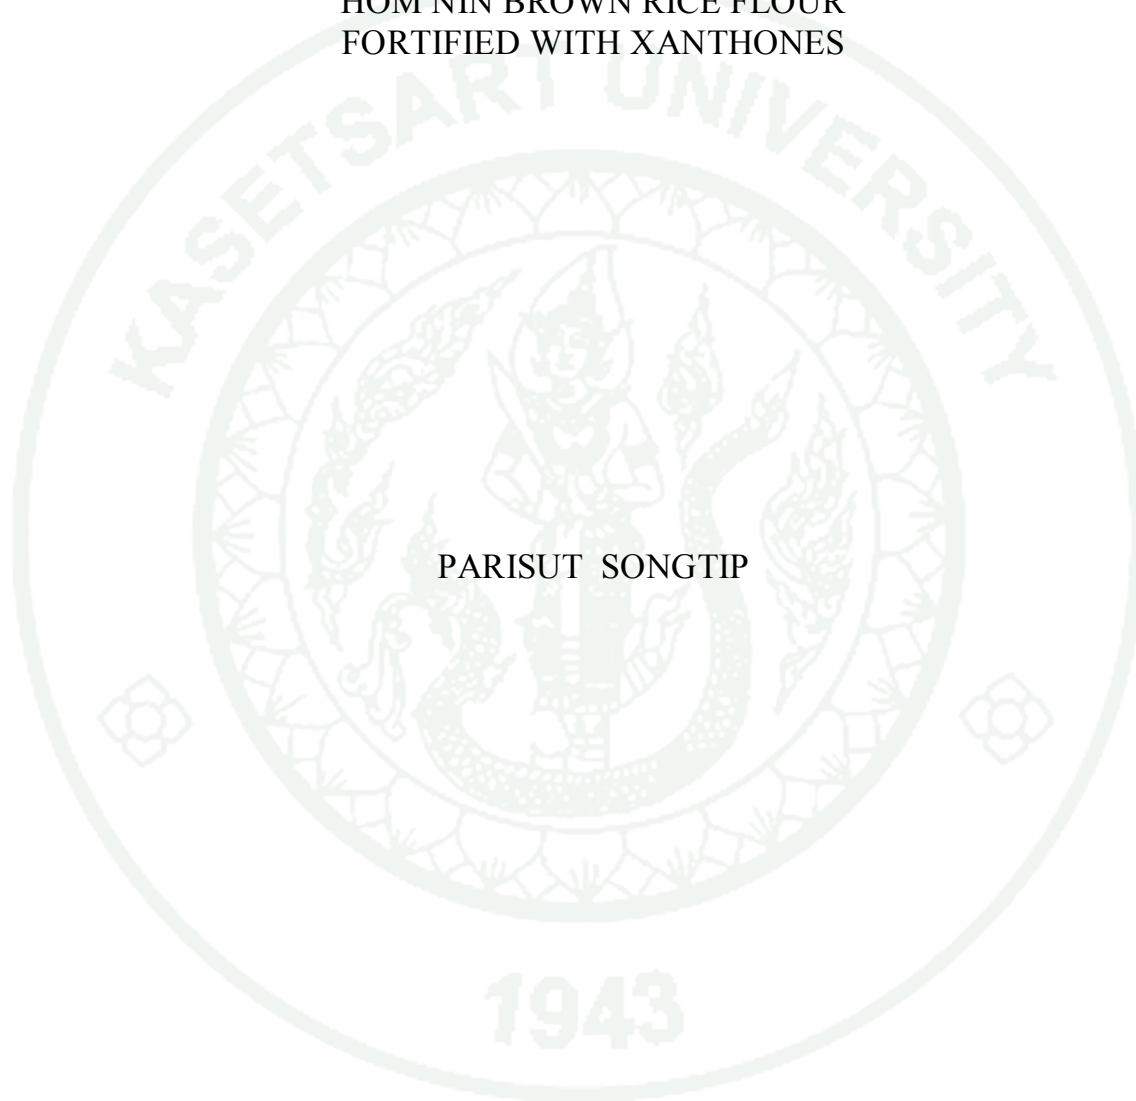 HOM NIN BROWN RICE FLOUR
FORTIFIED WITH XANTHONES
KASETSART UNIVERSITY
PARISUT SONGTIP
1943